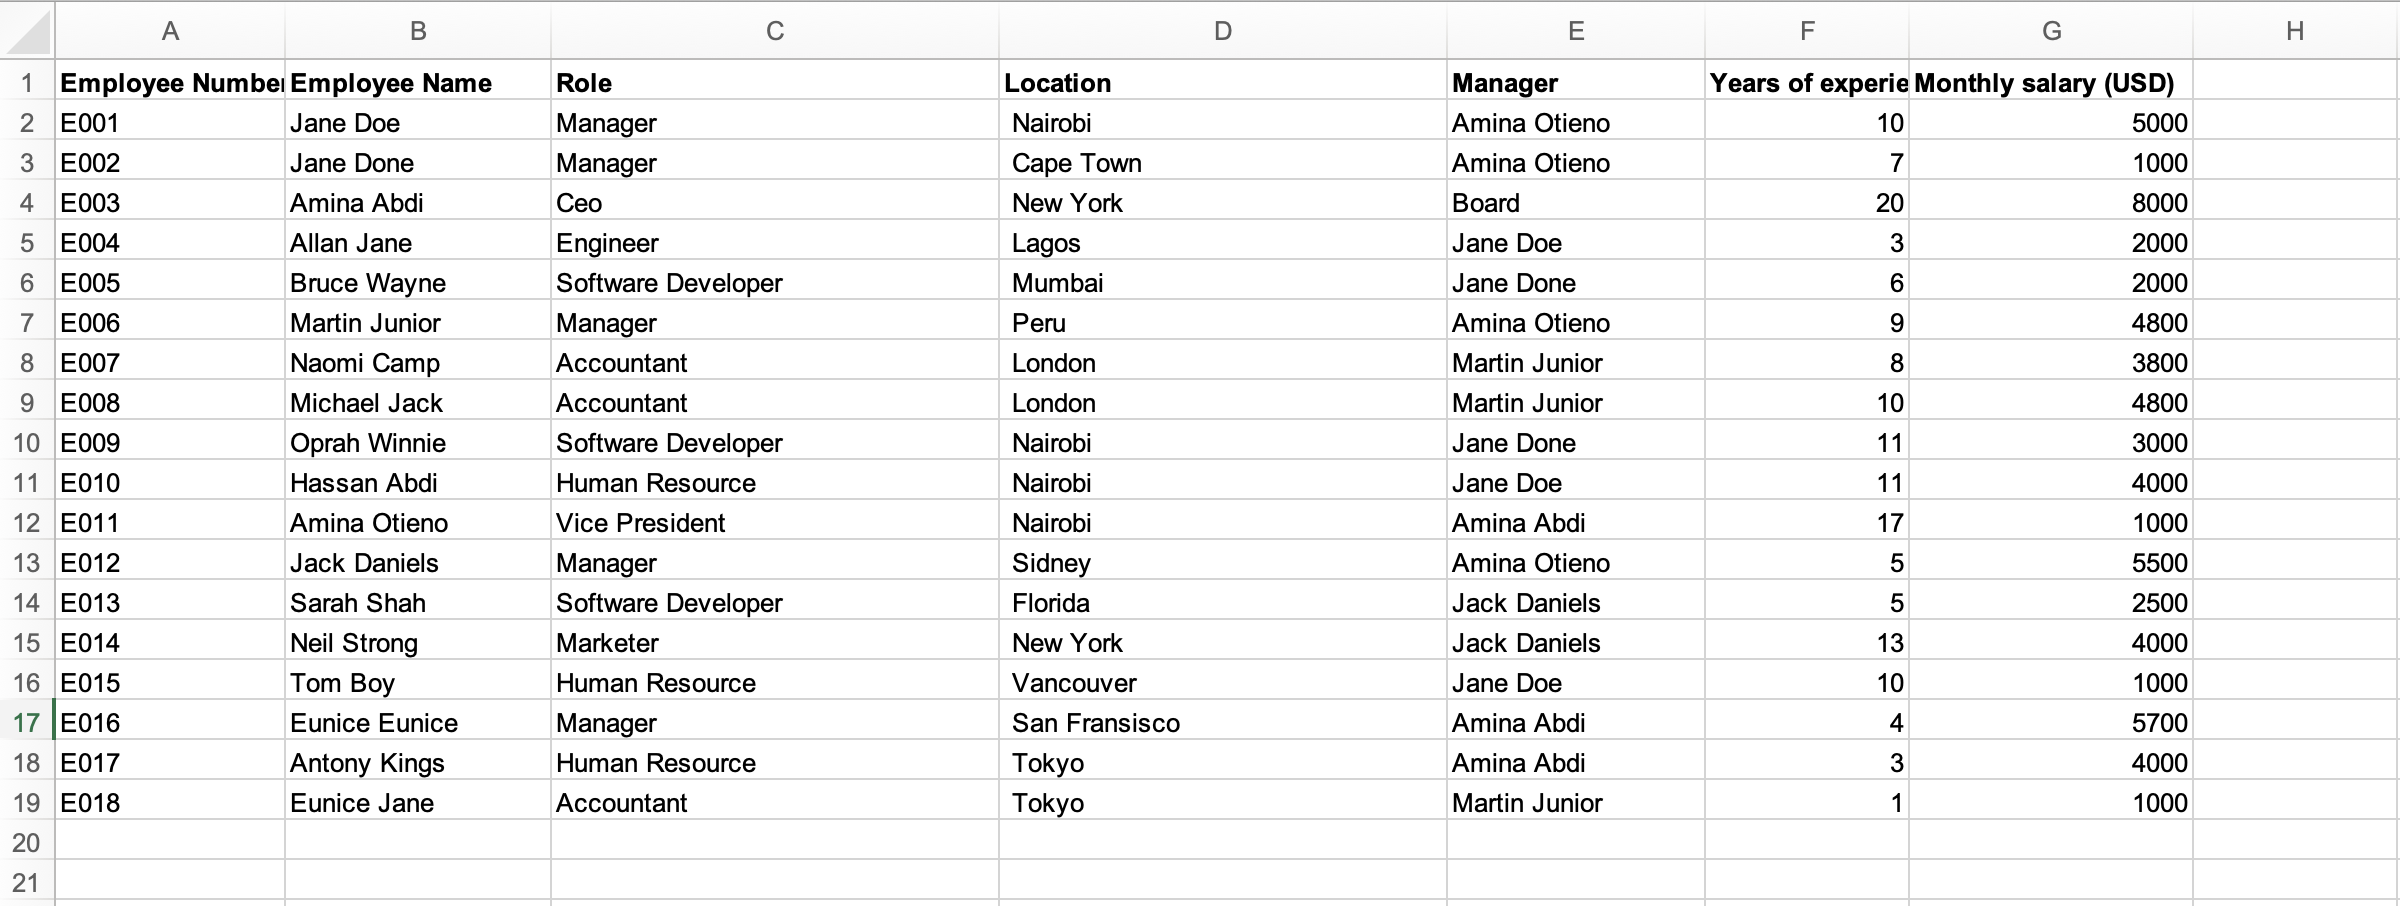 A B C D E F G H
1 Employee Number Employee Name Role Location Manager Years of experie Monthly salary (USD)
2 E001 Jane Doe Manager Nairobi Amina Otieno 10 5000
3 E002 Jane Done Manager Cape Town Amina Otieno 7 1000
4 E003 Amina Abdi Ceo New York Board 20 8000
5 E004 Allan Jane Engineer Lagos Jane Doe 3 2000
6 E005 Bruce Wayne Software Developer Mumbai Jane Done 6 2000
7 E006 Martin Junior Manager Peru Amina Otieno 9 4800
8 E007 Naomi Camp Accountant London Martin Junior 8 3800
9 E008 Michael Jack Accountant London Martin Junior 10 4800
10 E009 Oprah Winnie Software Developer Nairobi Jane Done 11 3000
11 E010 Hassan Abdi Human Resource Nairobi Jane Doe 11 4000
12 E011 Amina Otieno Vice President Nairobi Amina Abdi 17 1000
13 E012 Jack Daniels Manager Sidney Amina Otieno 5 5500
14 E013 Sarah Shah Software Developer Florida Jack Daniels 5 2500
15 E014 Neil Strong Marketer New York Jack Daniels 13 4000
16 E015 Tom Boy Human Resource Vancouver Jane Doe 10 1000
17 E016 Eunice Eunice Manager San Fransisco Amina Abdi 4 5700
18 E017 Antony Kings Human Resource Tokyo Amina Abdi 3 4000
19 E018 Eunice Jane Accountant Tokyo Martin Junior 1 1000
20
21